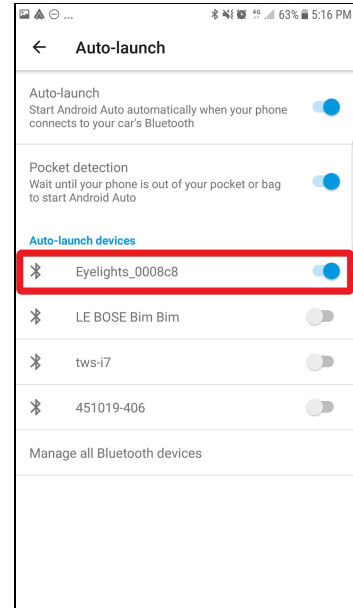 ... 4G 63% 5:16 PM
Auto-launch
Auto-launch
Start Android Auto automatically when your phone
connects to your car's Bluetooth
Pocket detection
Wait until your phone is out of your pocket or bag
to start Android Auto
Auto-launch devices
Eyelights_0008c8
LE BOSE Bim Bim
tws-i7
451019-406
Manage all Bluetooth devices